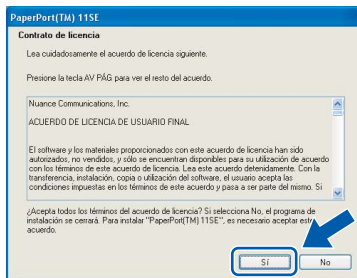 PaperPort(TM) 11SE
Contrato de licencia
Lea cuidadosamente el acuerdo de licencia siguiente.
Presione la tecla AV PÁG para ver el resto del acuerdo.
Nuance Communications, Inc.
ACUERDO DE LICENCIA DE USUARIO FINAL
El software y los materiales proporcionados con este acuerdo de licencia han sido
autorizados, no vendidos, y sólo se encuentran disponibles para su utilización de acuerdo
con los términos de este acuerdo de licencia. Lea este acuerdo detenidamente. Con la
transferencia, instalación, copia o utilización del software, el usuario acepta las
condiciones impuestas en los términos de este acuerdo y pasa a ser parte del mismo. Si
¿Acepta todos los términos del acuerdo de licencia? Si selecciona No, el programa de
instalación se cerrará. Para instalar "PaperPort(TM) 11SE", es necesario aceptar este
acuerdo.
Sí
No